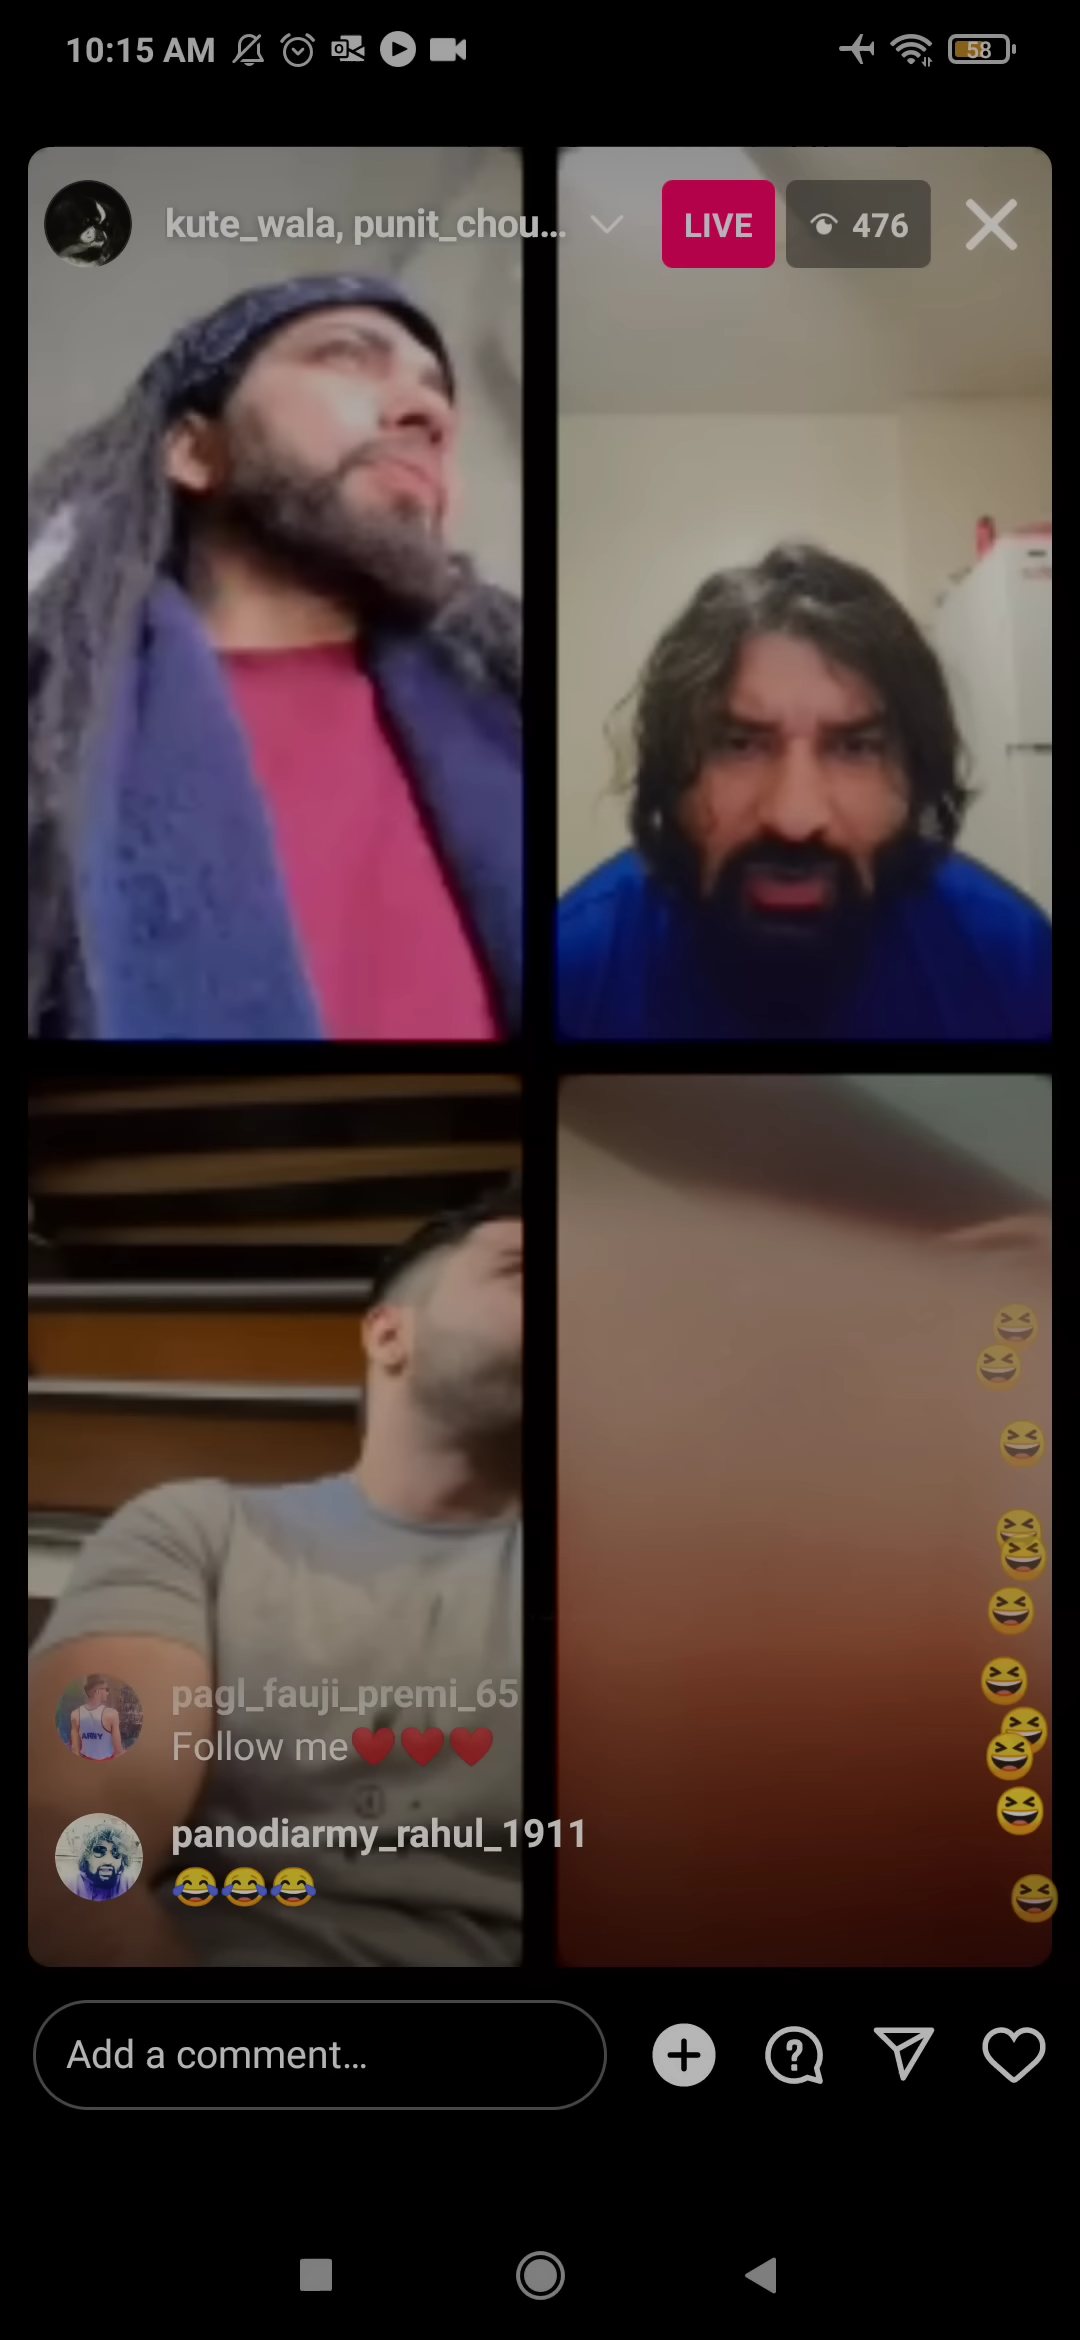 10:15 AM
58
kute_wala, punit_chou...
LIVE
476
pagl_fauji_premi_65
Follow me❤️❤️❤️
panodiarmy_rahul_1911
😂😂😂
Add a comment...